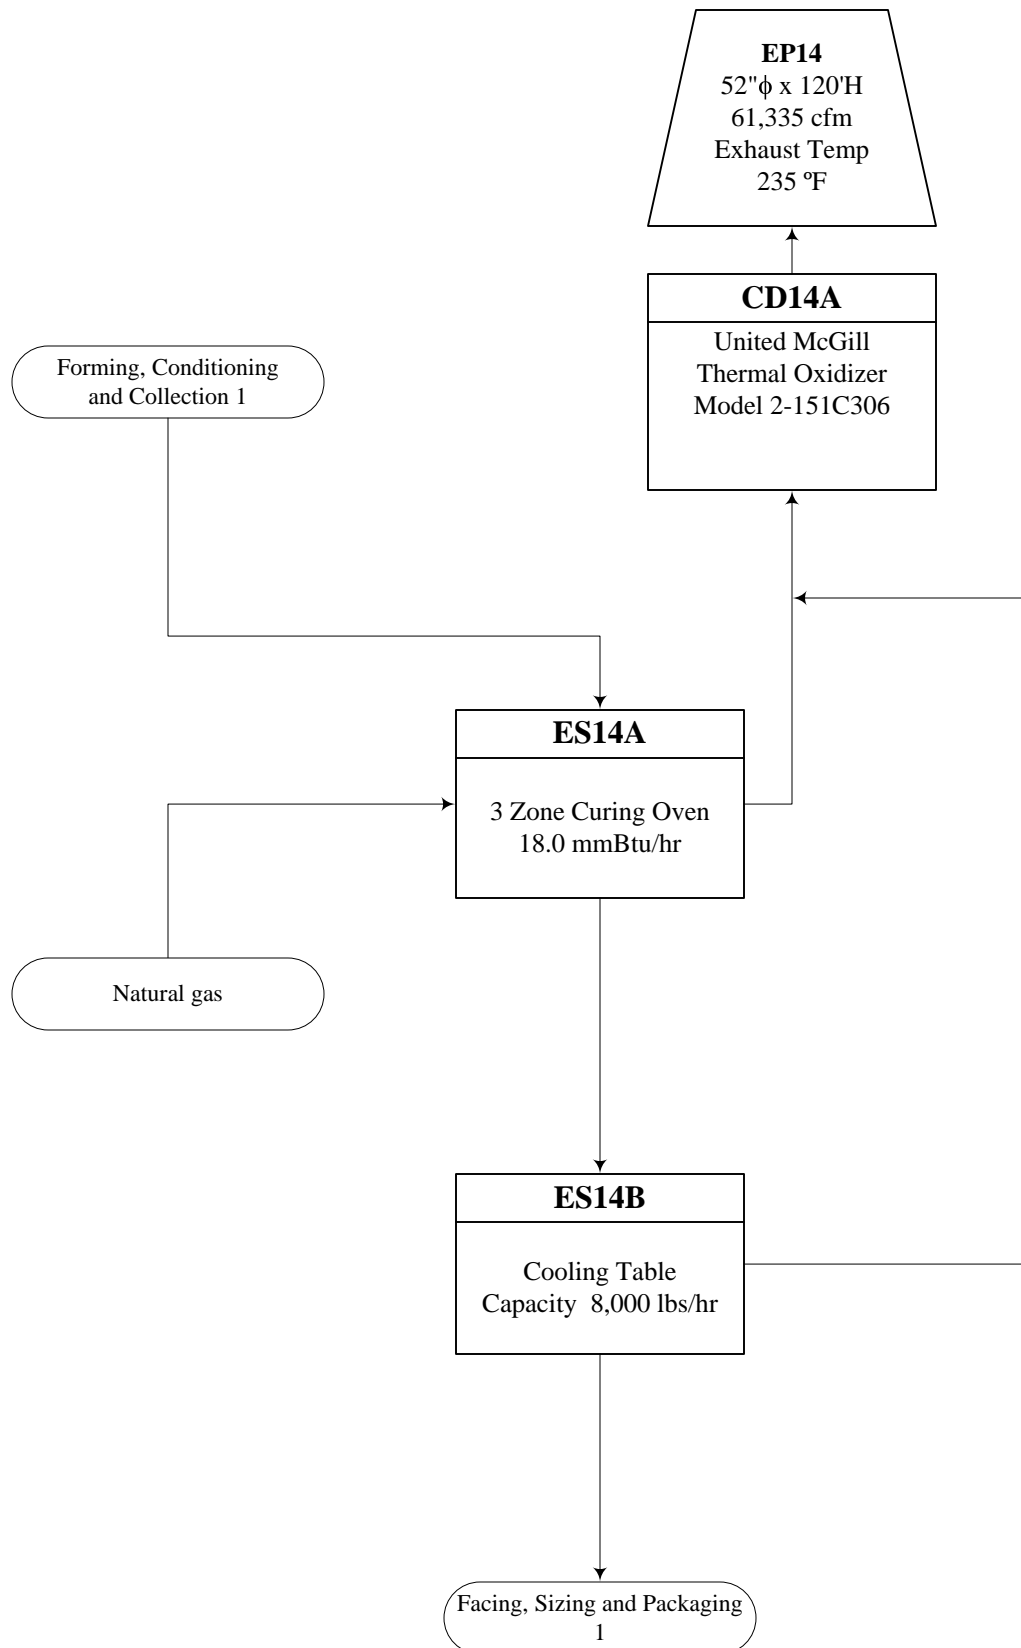 EP14
52"ϕ x 120'H
61,335 cfm
Exhaust Temp
235 ºF
CD14A
United McGill
Thermal Oxidizer
Model 2-151C306
Forming, Conditioning
and Collection 1
ES14A
3 Zone Curing Oven
18.0 mmBtu/hr
Natural gas
ES14B
Cooling Table
Capacity  8,000 lbs/hr
Facing, Sizing and Packaging
1